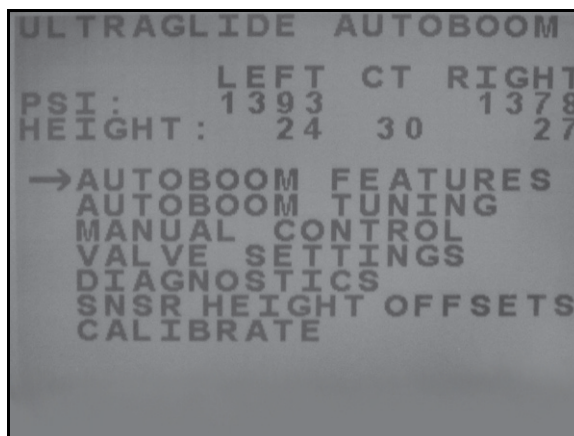 ULTRAGLIDE AUTOBOOM
LEFT CT RIGHT
PSI: 1393 1378
HEIGHT: 24 30 27
→AUTOBOOM FEATURES
AUTOBOOM TUNING
MANUAL CONTROL
VALVE SETTINGS
DIAGNOSTICS
SNSR HEIGHT OFFSETS
CALIBRATE